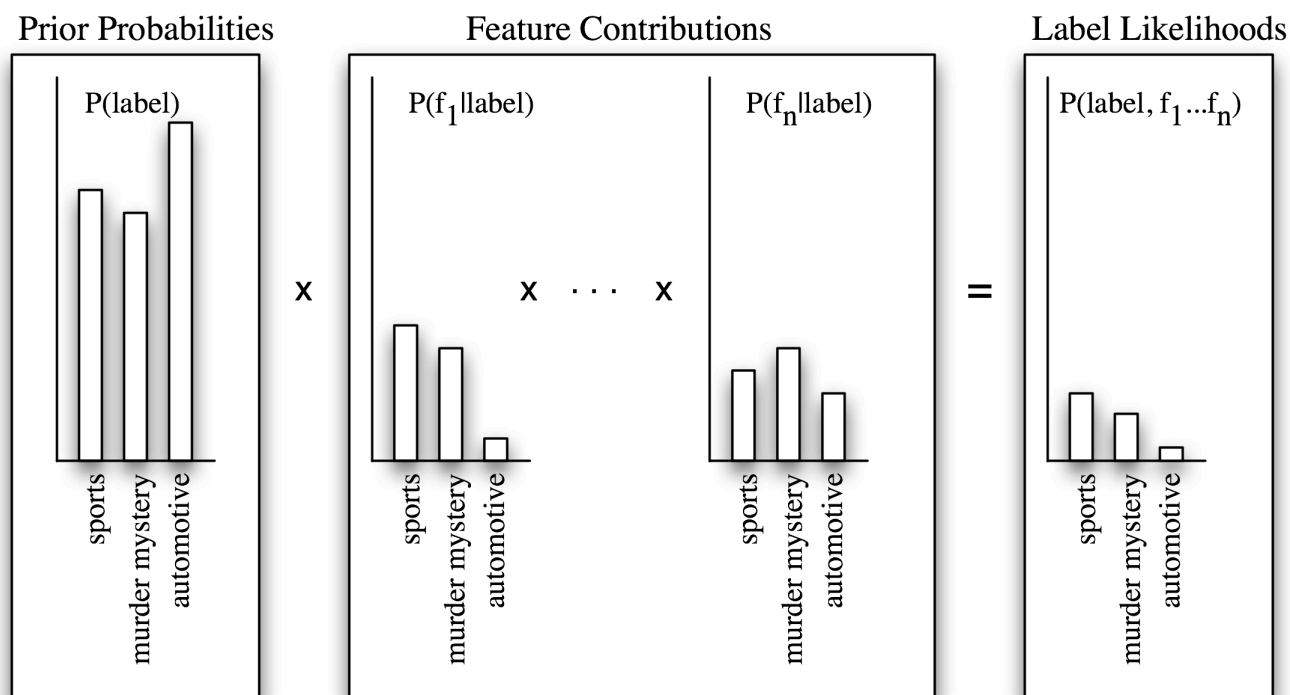 Prior Probabilities
Feature Contributions
Label Likelihoods
P(label)
P(f1|label)
P(fn|label)
P(label, f1...fn)
x
x ... x
=
sports
murder mystery
automotive
sports
murder mystery
automotive
sports
murder mystery
automotive
sports
murder mystery
automotive